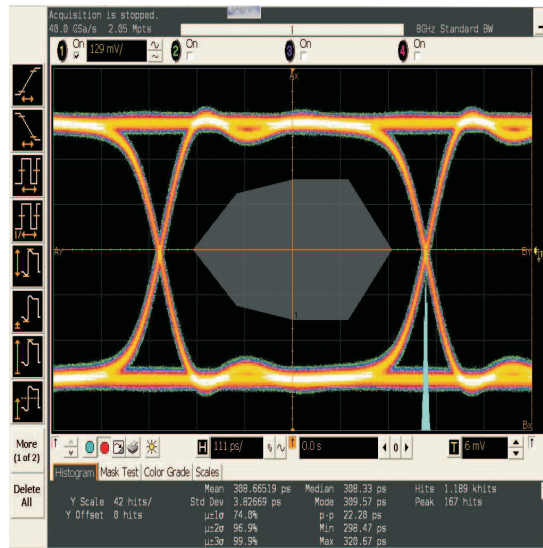 Acquisition is stopped.
40.0 GSa/s 2.05 Mpts
8GHz Standard BW
1 On 129 mV/ 2 On 3 On 4 On
Ax
AY
BY
1
Bx
More
(1 of 2)
Delete
All
H 111 ps/ 0.0 s 0 T 6 mV
Histogram Mask Test Color Grade Scales
Mean 308.66519 ps Median 308.33 ps Hits 1.189 khits
Y Scale 42 hits/ Std Dev 3.82669 ps Mode 309.57 ps Peak 167 hits
Y Offset 0 hits µ±1σ 74.0% p-p 22.20 ps
µ±2σ 96.9% Min 298.47 ps
µ±3σ 99.9% Max 320.67 ps